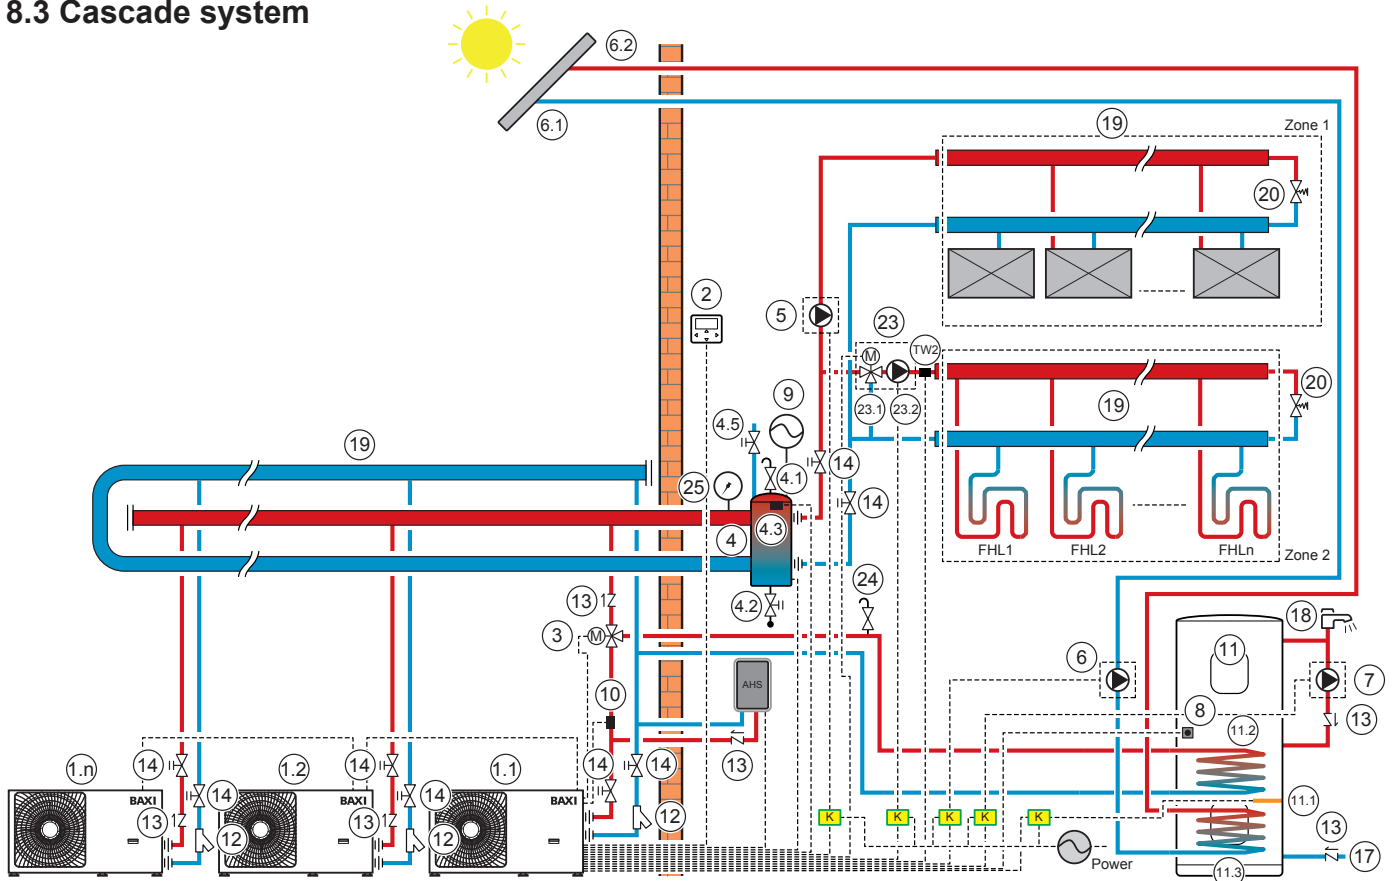 8.3 Cascade system
6.2
6.1
19
Zone 1
20
2
5
23
M
TW2
9
23.1
23.2
19
20
4.5
19
14
4.1
25
14
4.3
4
FHL1
FHL2
FHLn
Zone 2
24
13
4.2
18
3
M
11
6
7
AHS
10
8
13
11.2
1.n
14
1.2
14
1.1
14
14
13
BAXI
14
BAXI
14
BAXI
11.1
13
12
13
12
12
K
K
K
K
K
13
Power
17
11.3